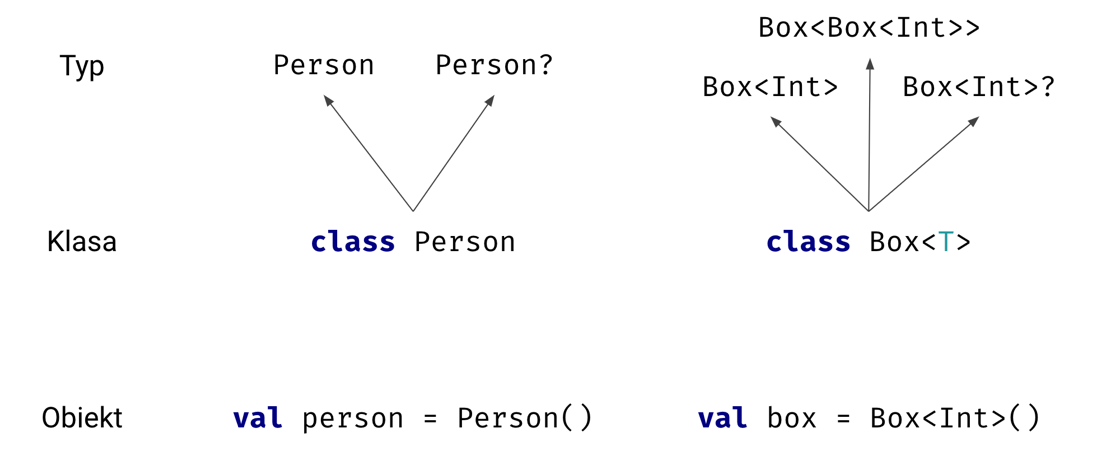 Box<Box<Int>>
Typ Person Person?
Box<Int> Box<Int>?
Klasa class Person class Box<T>
Obiekt val person = Person() val box = Box<Int>()